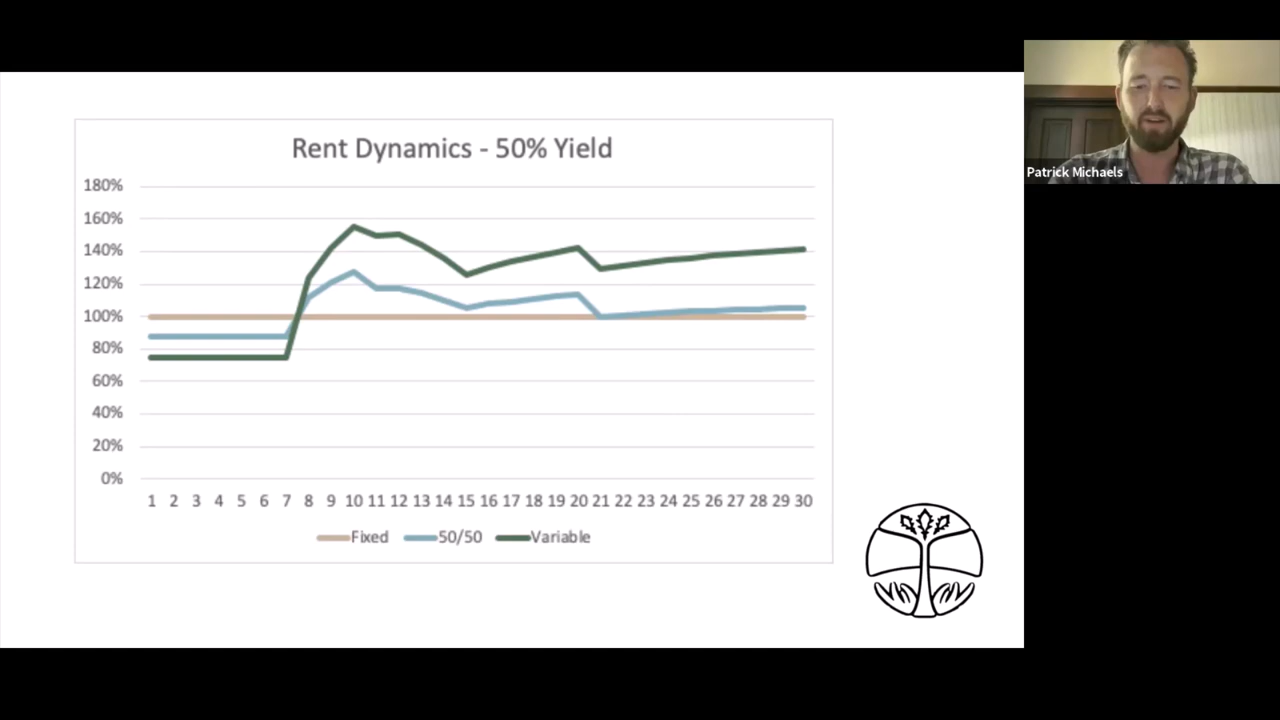 Rent Dynamics - 50% Yield
180%
160%
140%
120%
100%
80%
60%
40%
20%
0%
1 2 3 4 5 6 7 8 9 10 11 12 13 14 15 16 17 18 19 20 21 22 23 24 25 26 27 28 29 30
Fixed 50/50 Variable
Patrick Michaels